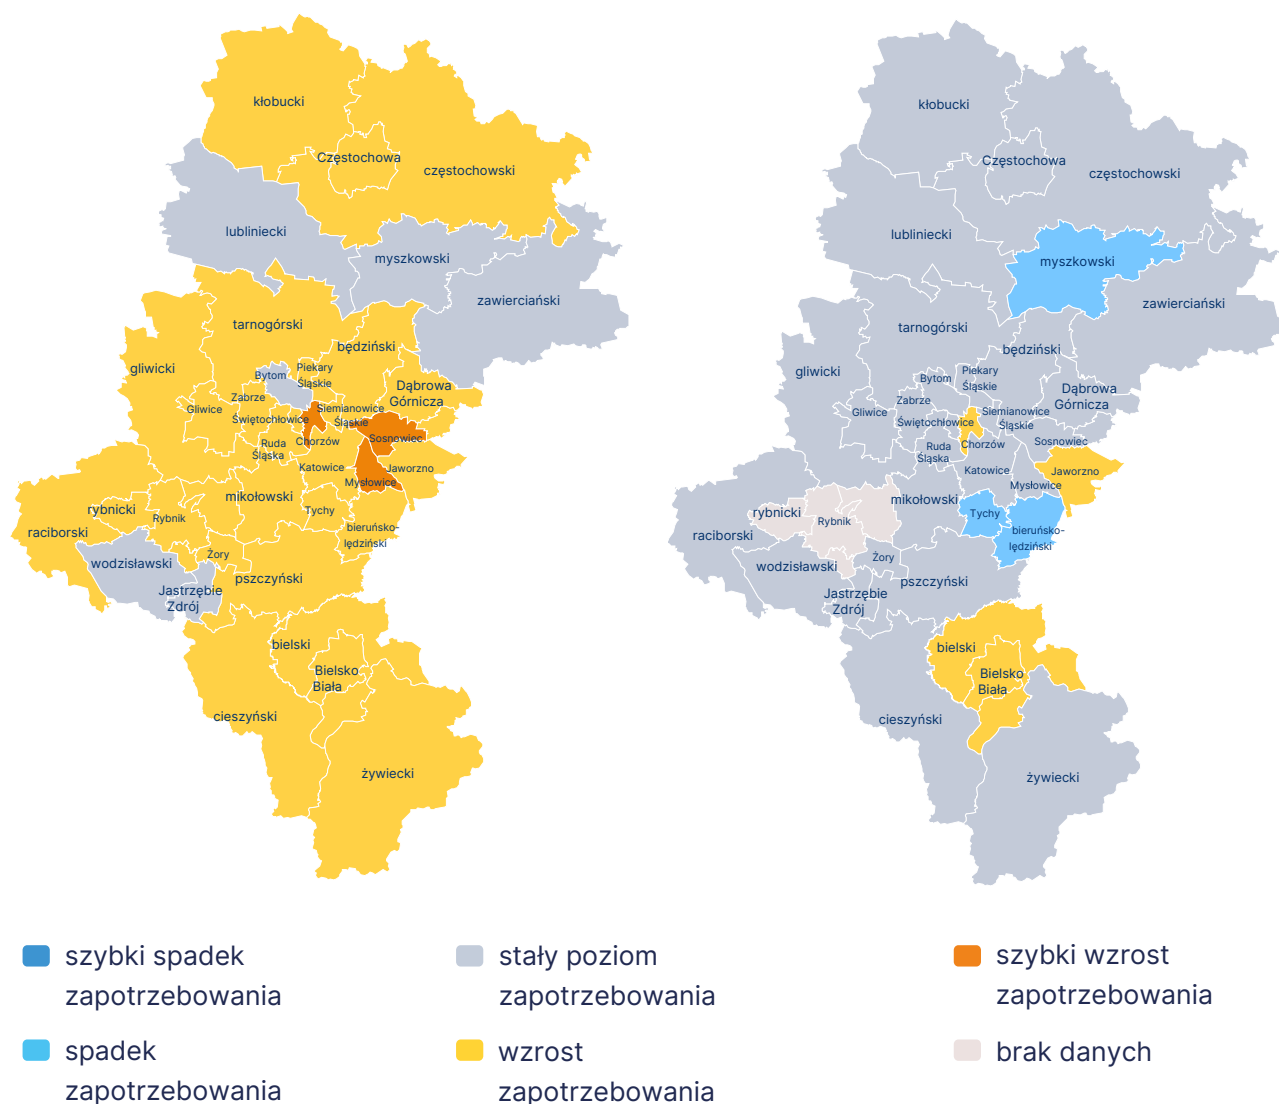 kłobucki
Częstochowa
częstochowski
lubliniecki
myszkowski
zawierciański
tarnogórski
będziński
gliwicki
Bytom
Piekary
Śląskie
Dąbrowa
Górnicza
Zabrze
Gliwice
Świętochłowice
Siemianowice
Śląskie
Sosnowiec
Ruda
Śląska
Chorzów
Katowice
Jaworzno
Mysłowice
mikołowski
rybnicki
Rybnik
Tychy
raciborski
bieruńsko-
lędziński
Żory
wodzisławski
pszczyński
Jastrzębie
Zdrój
bielski
Bielsko
Biała
cieszyński
żywiecki
kłobucki
Częstochowa
częstochowski
lubliniecki
myszkowski
zawierciański
tarnogórski
będziński
gliwicki
Bytom
Piekary
Śląskie
Dąbrowa
Górnicza
Zabrze
Gliwice
Świętochłowice
Siemianowice
Śląskie
Sosnowiec
Ruda
Śląska
Chorzów
Katowice
Jaworzno
Mysłowice
mikołowski
rybnicki
Rybnik
Tychy
raciborski
bieruńsko-
lędziński
Żory
wodzisławski
pszczyński
Jastrzębie
Zdrój
bielski
Bielsko
Biała
cieszyński
żywiecki
szybki spadek
zapotrzebowania
stały poziom
zapotrzebowania
szybki wzrost
zapotrzebowania
spadek
zapotrzebowania
wzrost
zapotrzebowania
brak danych